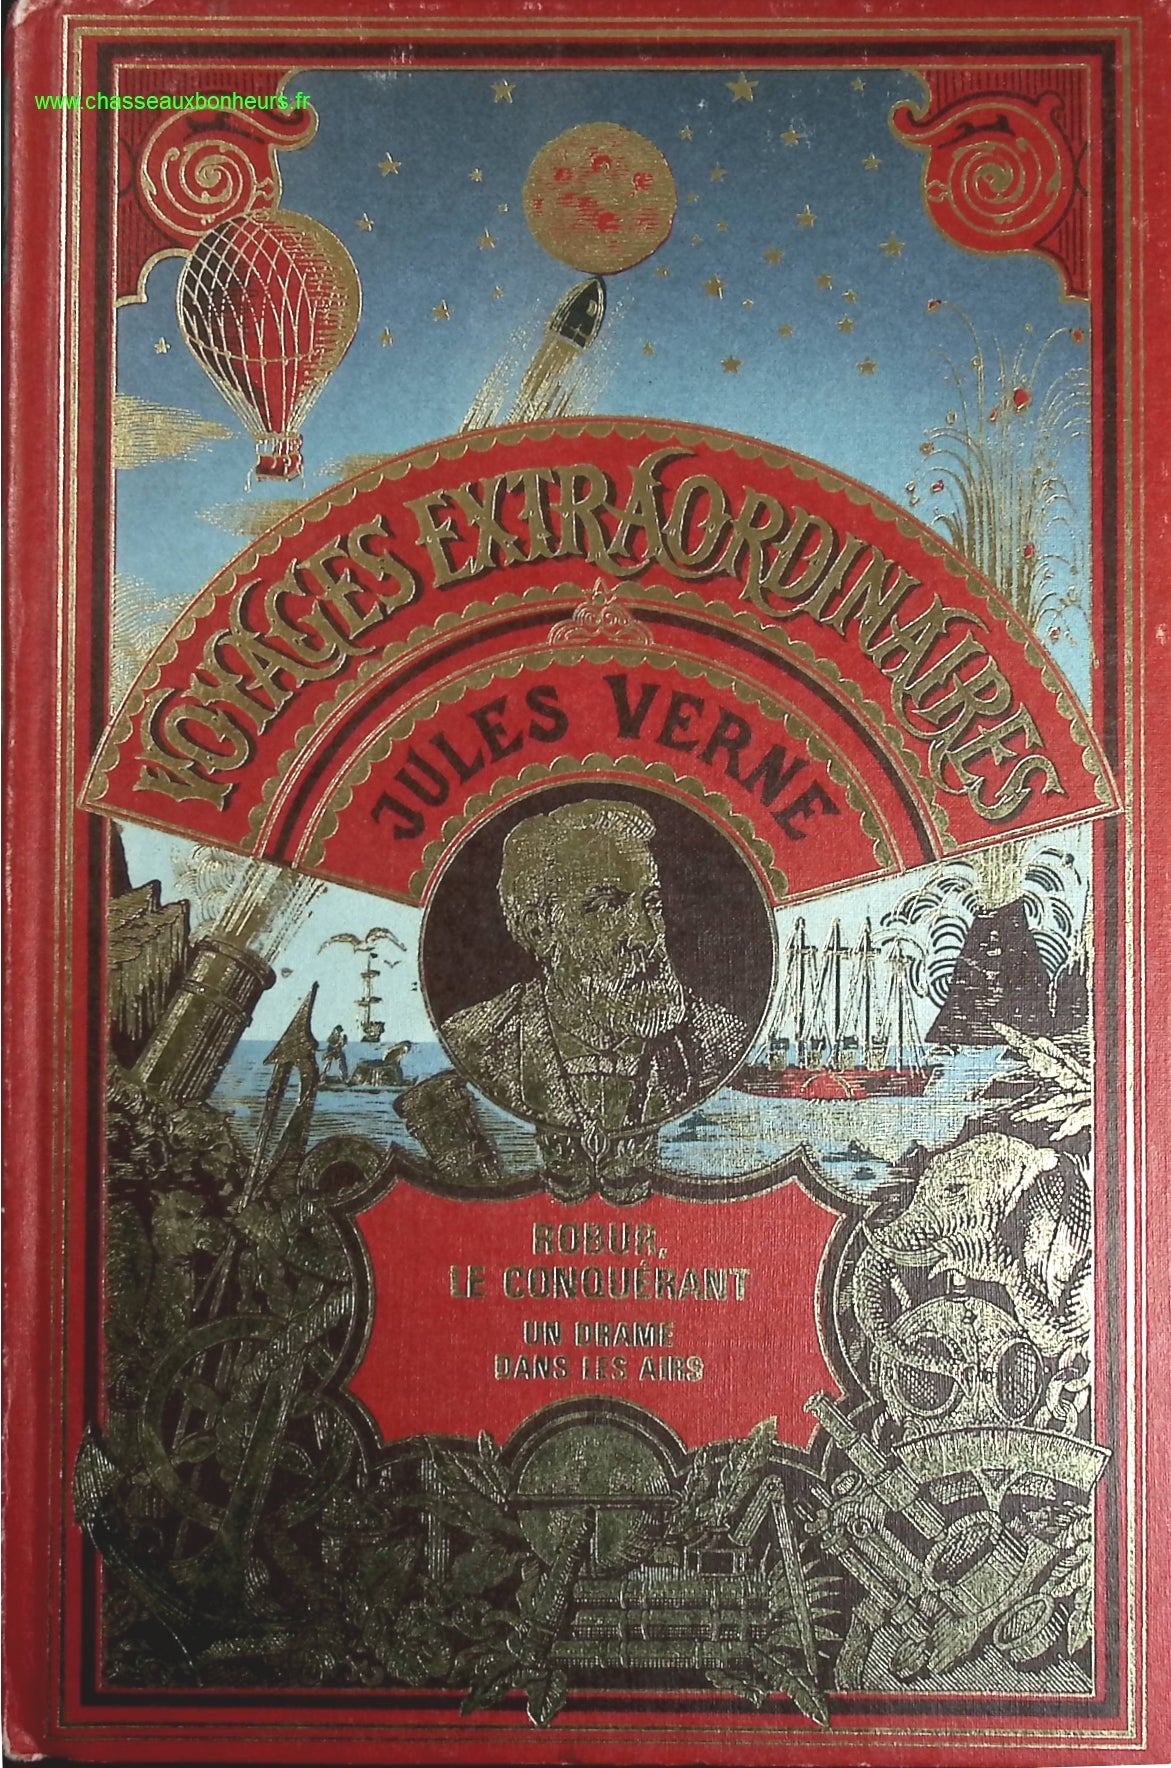 www.chasseauxbonheurs.fr
VOYAGES EXTRAORDINAIRES
JULES VERNE
ROBUR,
LE CONQUÉRANT
UN DRAME
DANS LES AIRS